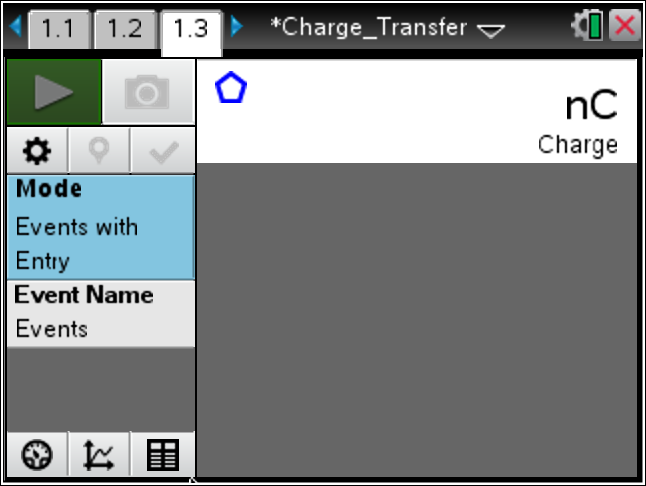 1.1 1.2 1.3 *Charge_Transfer
nC
Charge
Mode
Events with
Entry
Event Name
Events